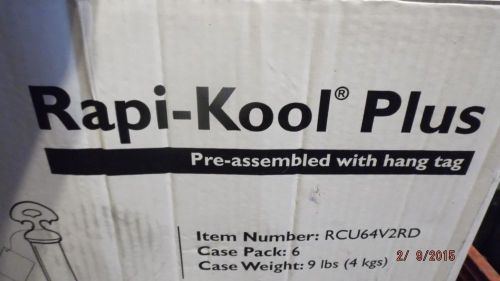 Rapi-Kool® Plus
Pre-assembled with hang tag
Item Number: RCU64V2RD
Case Pack: 6
Case Weight: 9 lbs (4 kgs)
2/ 9/2015